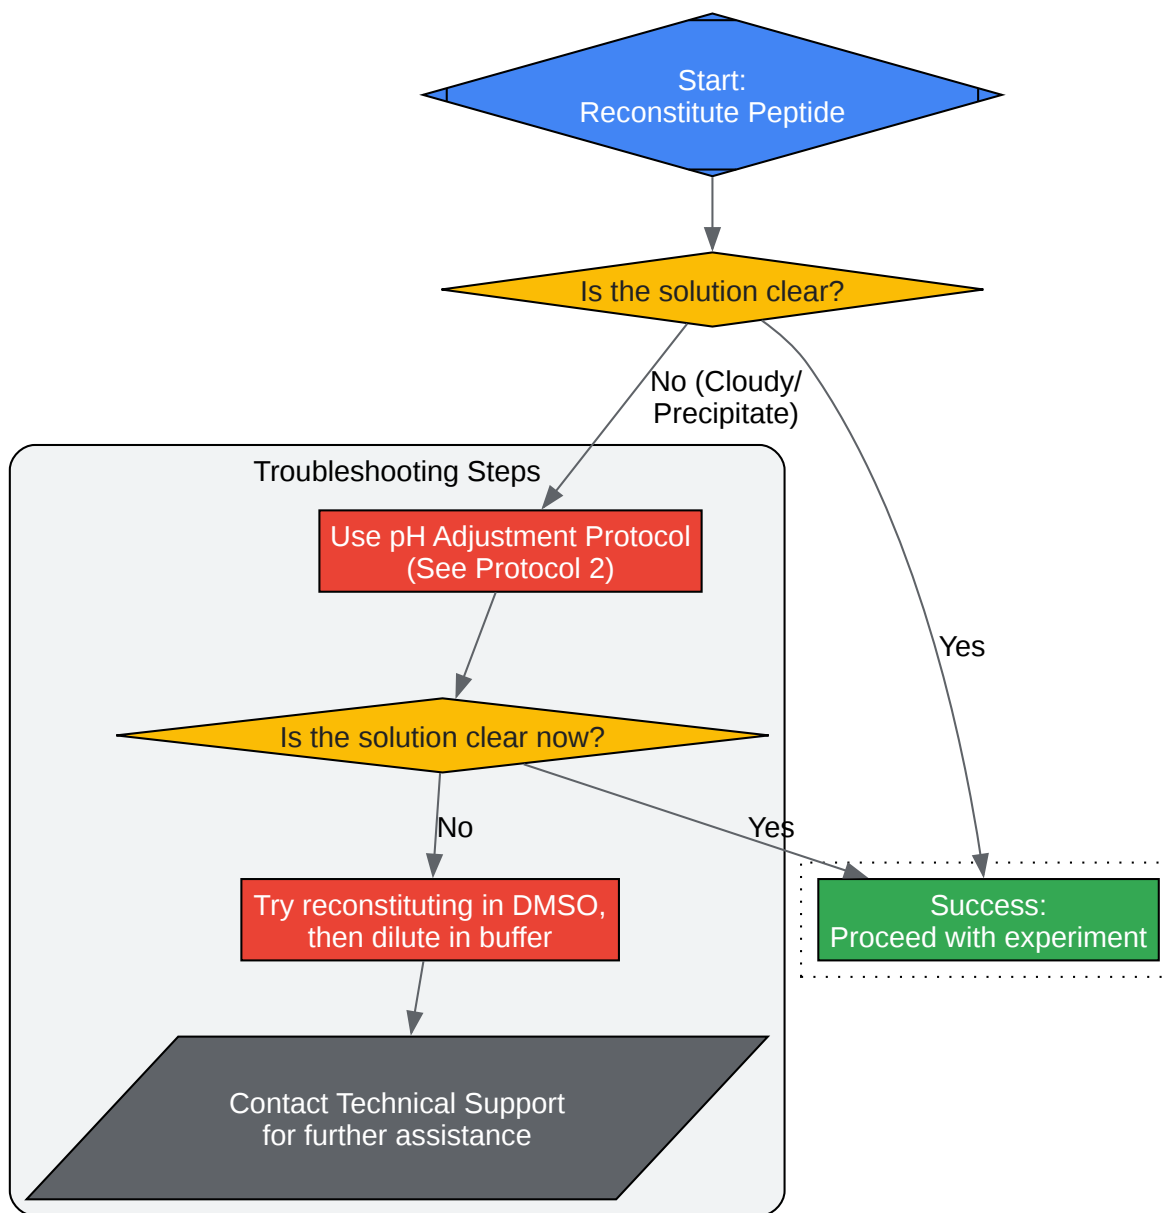 Start:
Reconstitute Peptide
Is the solution clear?
No (Cloudy/
Precipitate)
Troubleshooting Steps
Use pH Adjustment Protocol
(See Protocol 2)
Yes
Is the solution clear now?
No
Yes
Try reconstituting in DMSO,
then dilute in buffer
Success:
Proceed with experiment
Contact Technical Support
for further assistance